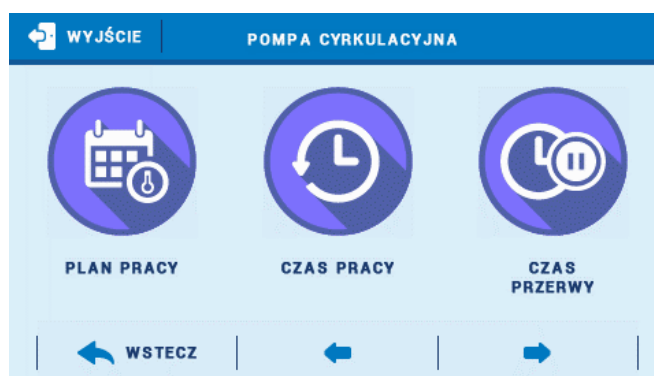 WYJŚCIE
POMPA CYRKULACYJNA
PLAN PRACY
CZAS PRACY
CZAS
PRZERWY
WSTECZ